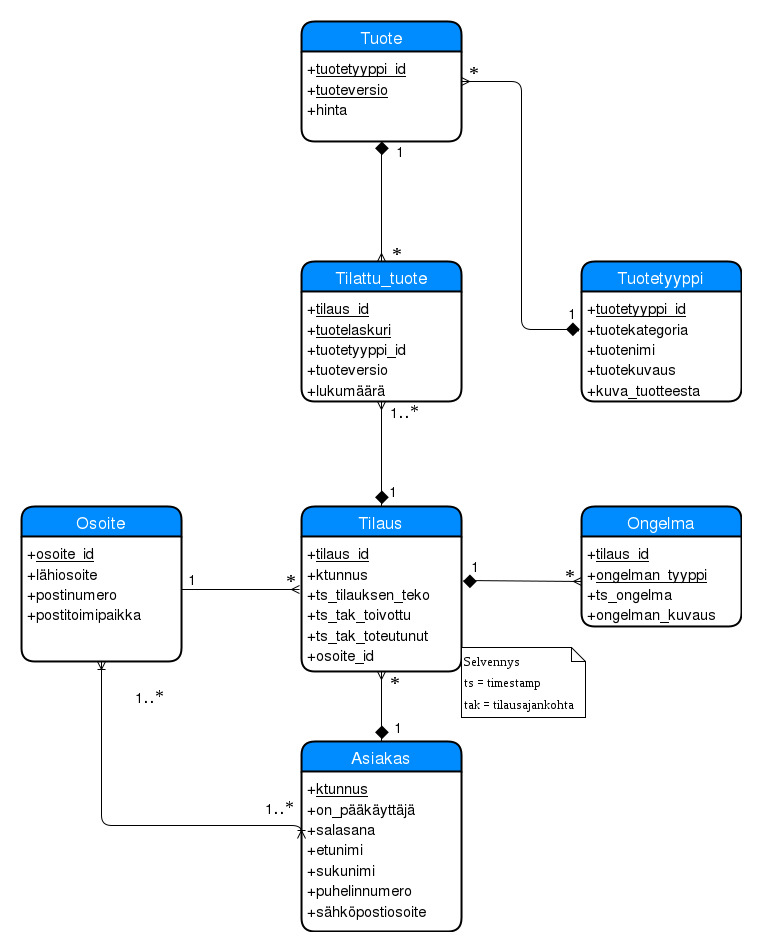 Tuote
+tuotetyyppi_id
+tuoteversio
+hinta
*
1
*
Tilattu_tuote
+tilaus_id
+tuotelaskuri
+tuotetyyppi_id
+tuoteversio
+lukumäärä
Tuotetyyppi
+tuotetyyppi_id
+tuotekategoria
+tuotenimi
+tuotekuvaus
+kuva_tuotteesta
1
1..*
1
Osoite
+osoite_id
+lähiosoite
+postinumero
+postitoimipaikka
1
*
Tilaus
+tilaus_id
+ktunnus
+ts_tilauksen_teko
+ts_tak_toivottu
+ts_tak_toteutunut
+osoite_id
1
*
Ongelma
+tilaus_id
+ongelman_tyyppi
+ts_ongelma
+ongelman_kuvaus
Selvennys
ts = timestamp
tak = tilausajankohta
*
1..*
1
1..*
Asiakas
+ktunnus
+on_pääkäyttäjä
+salasana
+etunimi
+sukunimi
+puhelinnumero
+sähköpostiosoite